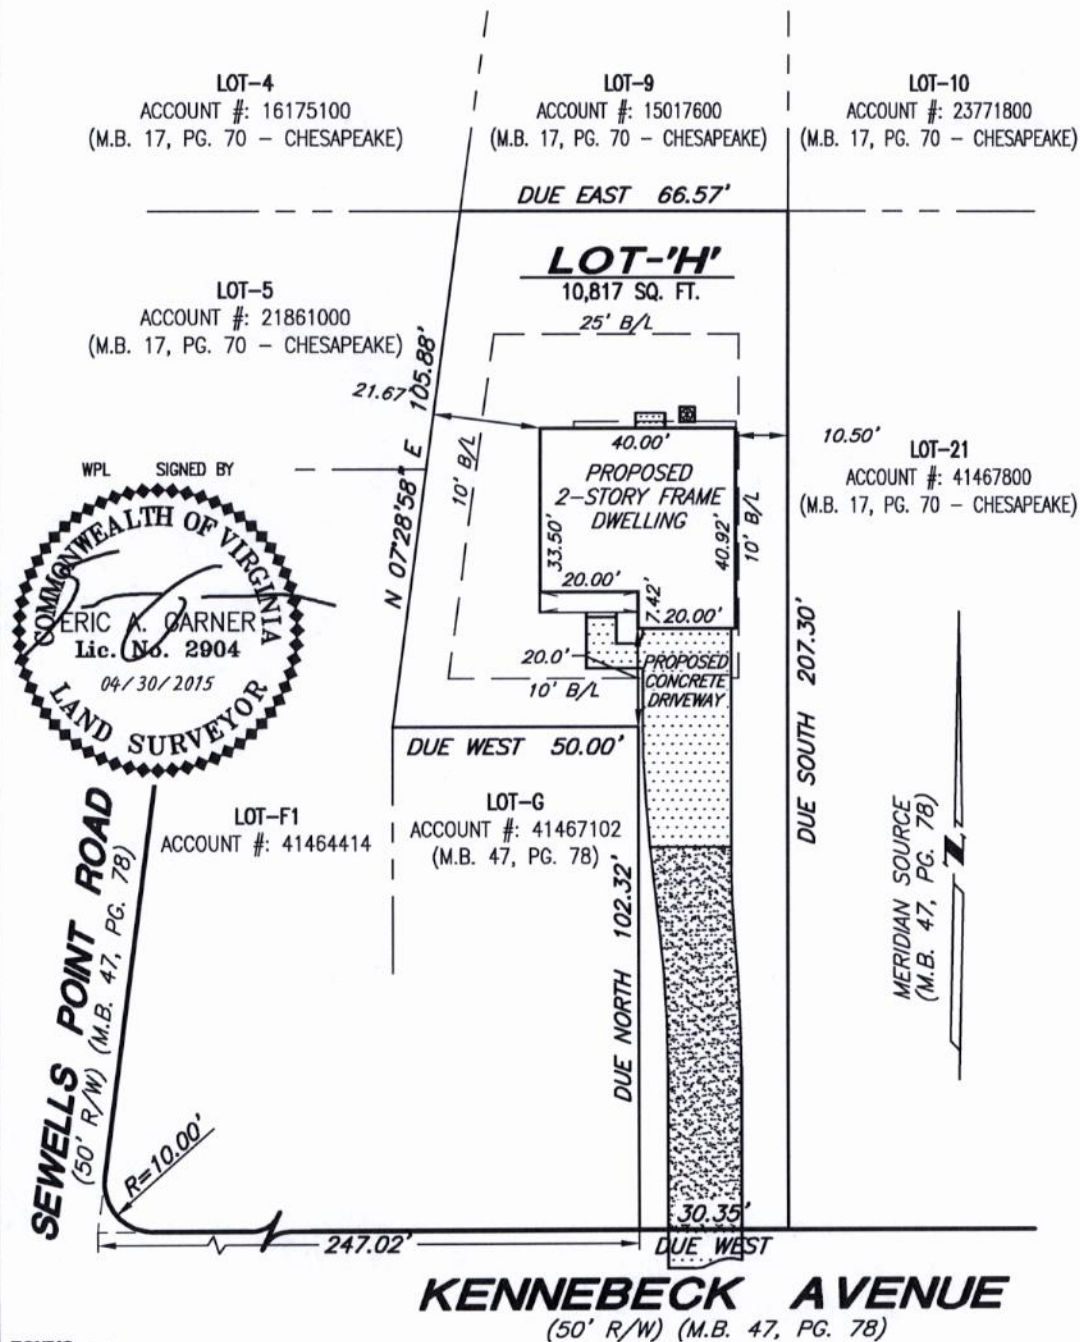 LOT-4
ACCOUNT #: 16175100
(M.B. 17, PG. 70 - CHESAPEAKE)
LOT-9
ACCOUNT #: 15017600
(M.B. 17, PG. 70 - CHESAPEAKE)
LOT-10
ACCOUNT #: 23771800
(M.B. 17, PG. 70 - CHESAPEAKE)
DUE EAST 66.57'
LOT-'H'
10,817 SQ. FT.
25' B/L
LOT-5
ACCOUNT #: 21861000
(M.B. 17, PG. 70 - CHESAPEAKE)
N 07°28'58" E 105.88'
21.67'
10' B/L
40.00'
PROPOSED
2-STORY FRAME
DWELLING
33.50'
40.92'
10' B/L
10.50'
LOT-21
ACCOUNT #: 41467800
(M.B. 17, PG. 70 - CHESAPEAKE)
WPL SIGNED BY
COMMONWEALTH OF VIRGINIA
ERIC A. GARNER
Lic. No. 2904
04/30/2015
LAND SURVEYOR
20.00'
7.42'
20.00'
20.0'
PROPOSED
CONCRETE
DRIVEWAY
10' B/L
DUE WEST 50.00'
DUE SOUTH 207.30'
LOT-F1
ACCOUNT #: 41464414
LOT-G
ACCOUNT #: 41467102
(M.B. 47, PG. 78)
DUE NORTH 102.32'
MERIDIAN SOURCE
(M.B. 47, PG. 78)
N
SEWELLS POINT ROAD
(50' R/W) (M.B. 47, PG. 78)
R=10.00'
30.35'
DUE WEST
247.02'
KENNEBECK AVENUE
(50' R/W) (M.B. 47, PG. 78)